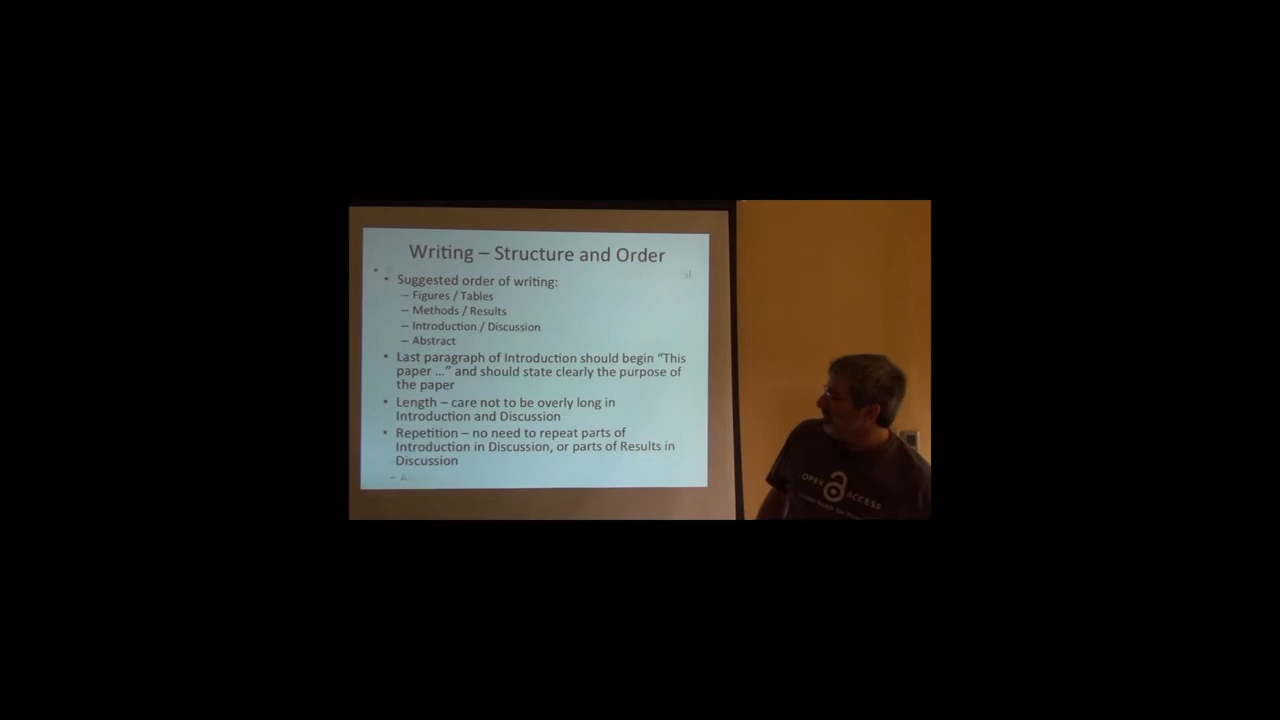 Writing – Structure and Order
• Suggested order of writing:
– Figures / Tables
– Methods / Results
– Introduction / Discussion
– Abstract
• Last paragraph of Introduction should begin “This
paper ...” and should state clearly the purpose of
the paper
• Length – care not to be overly long in
Introduction and Discussion
• Repetition – no need to repeat parts of
Introduction in Discussion, or parts of Results in
Discussion
OPEN ACCESS